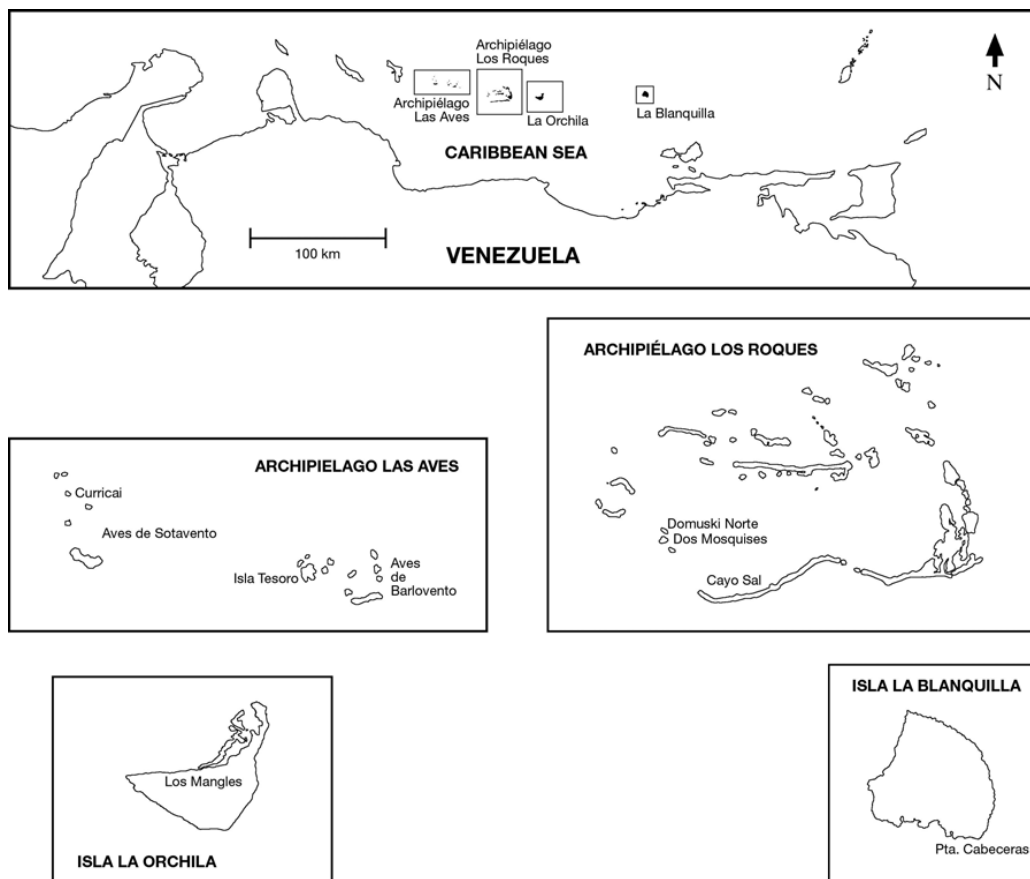 Archipiélago
Los Roques
N
Archipiélago
Las Aves
La Orchila
La Blanquilla
CARIBBEAN SEA
100 km
VENEZUELA
ARCHIPIÉLAGO LOS ROQUES
Domuski Norte
Dos Mosquises
Cayo Sal
ARCHIPIELAGO LAS AVES
Curricai
Aves de Sotavento
Isla Tesoro
Aves
de
Barlovento
Los Mangles
ISLA LA ORCHILA
ISLA LA BLANQUILLA
Pta. Cabeceras